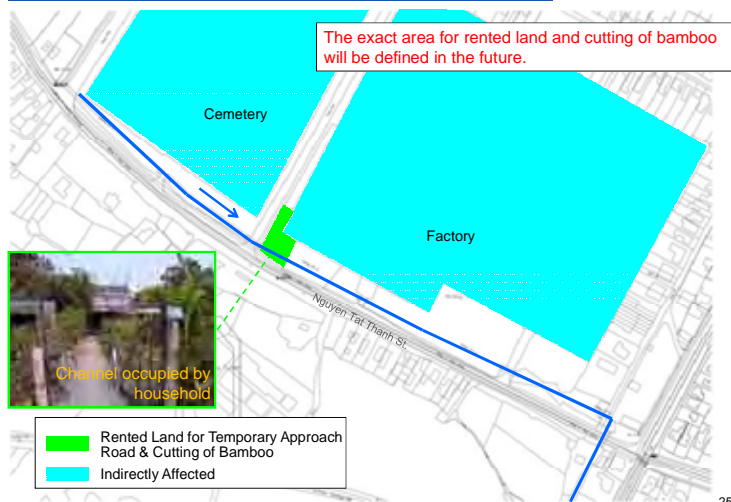 The exact area for rented land and cutting of bamboo
will be defined in the future.
Cemetery
Factory
Nguyen Tat Thanh St.
Channel occupied by
household
Rented Land for Temporary Approach
Road & Cutting of Bamboo
Indirectly Affected
25